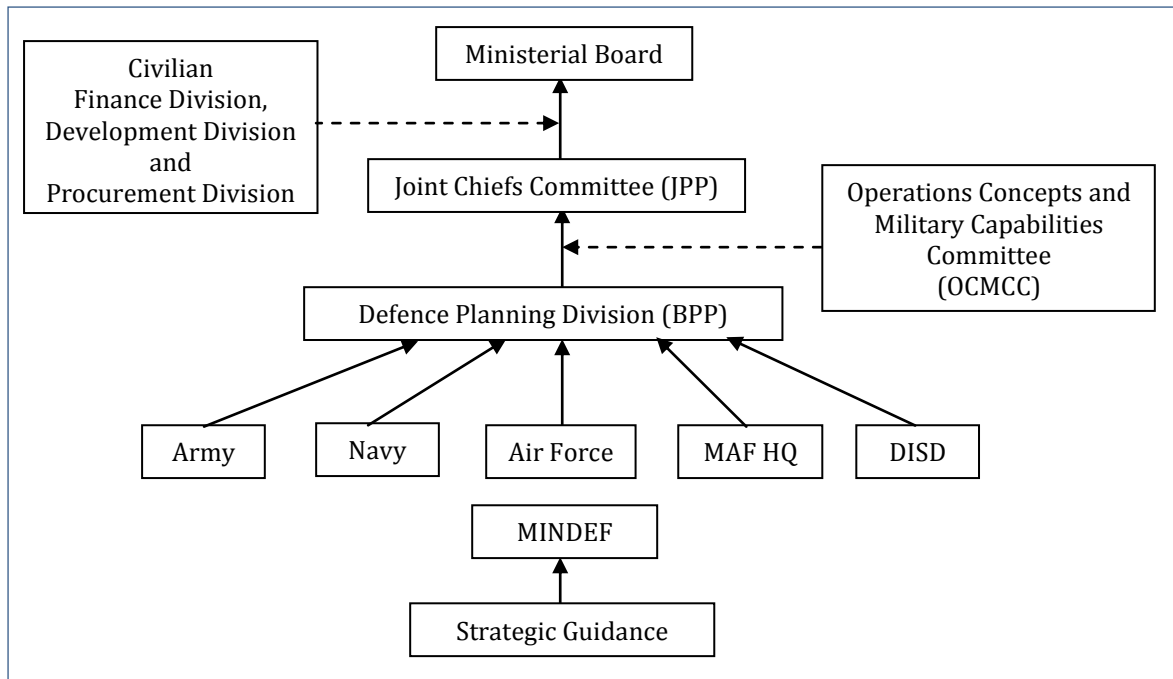 Ministerial Board
Civilian
Finance Division,
Development Division
and
Procurement Division
Joint Chiefs Committee (JPP)
Operations Concepts and
Military Capabilities
Committee
(OCMCC)
Defence Planning Division (BPP)
Army
Navy
Air Force
MAF HQ
DISD
MINDEF
Strategic Guidance